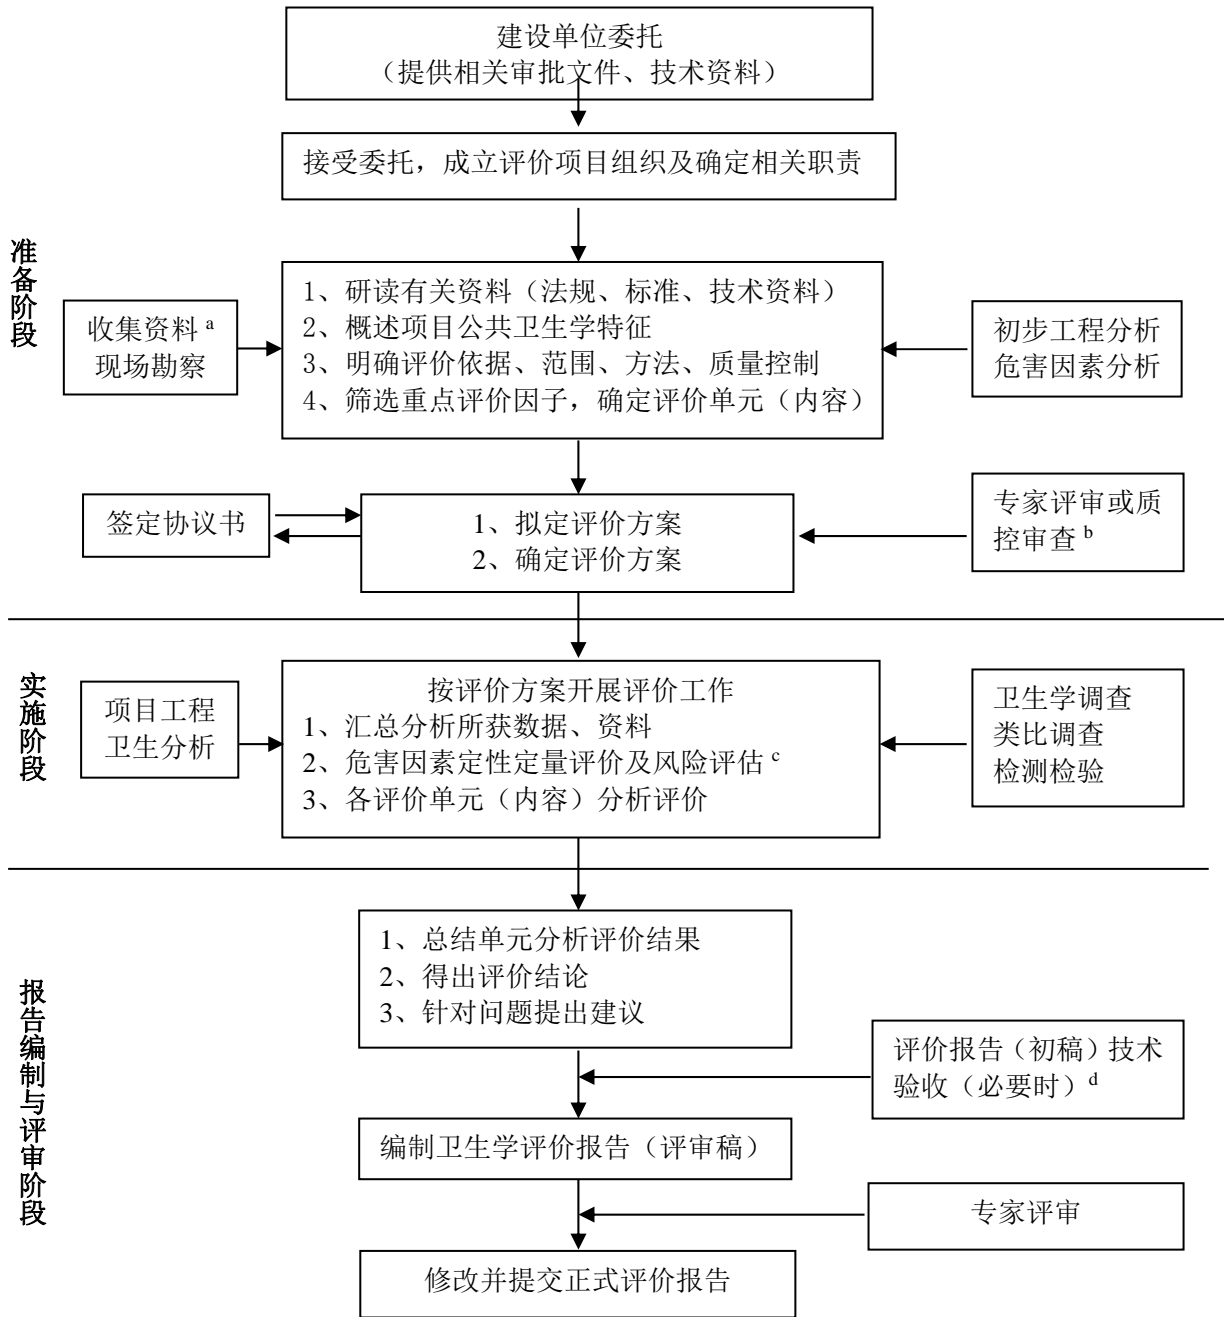 建设单位委托
（提供相关审批文件、技术资料）
接受委托，成立评价项目组织及确定相关职责
准备阶段
收集资料 a
现场勘察
1、研读有关资料（法规、标准、技术资料）
2、概述项目公共卫生学特征
3、明确评价依据、范围、方法、质量控制
4、筛选重点评价因子，确定评价单元（内容）
初步工程分析
危害因素分析
签定协议书
1、拟定评价方案
2、确定评价方案
专家评审或质
控审查 b
实施阶段
项目工程
卫生分析
按评价方案开展评价工作
1、汇总分析所获数据、资料
2、危害因素定性定量评价及风险评估 c
3、各评价单元（内容）分析评价
卫生学调查
类比调查
检测检验
报告编制与评审阶段
1、总结单元分析评价结果
2、得出评价结论
3、针对问题提出建议
评价报告（初稿）技术
验收（必要时）d
编制卫生学评价报告（评审稿）
专家评审
修改并提交正式评价报告